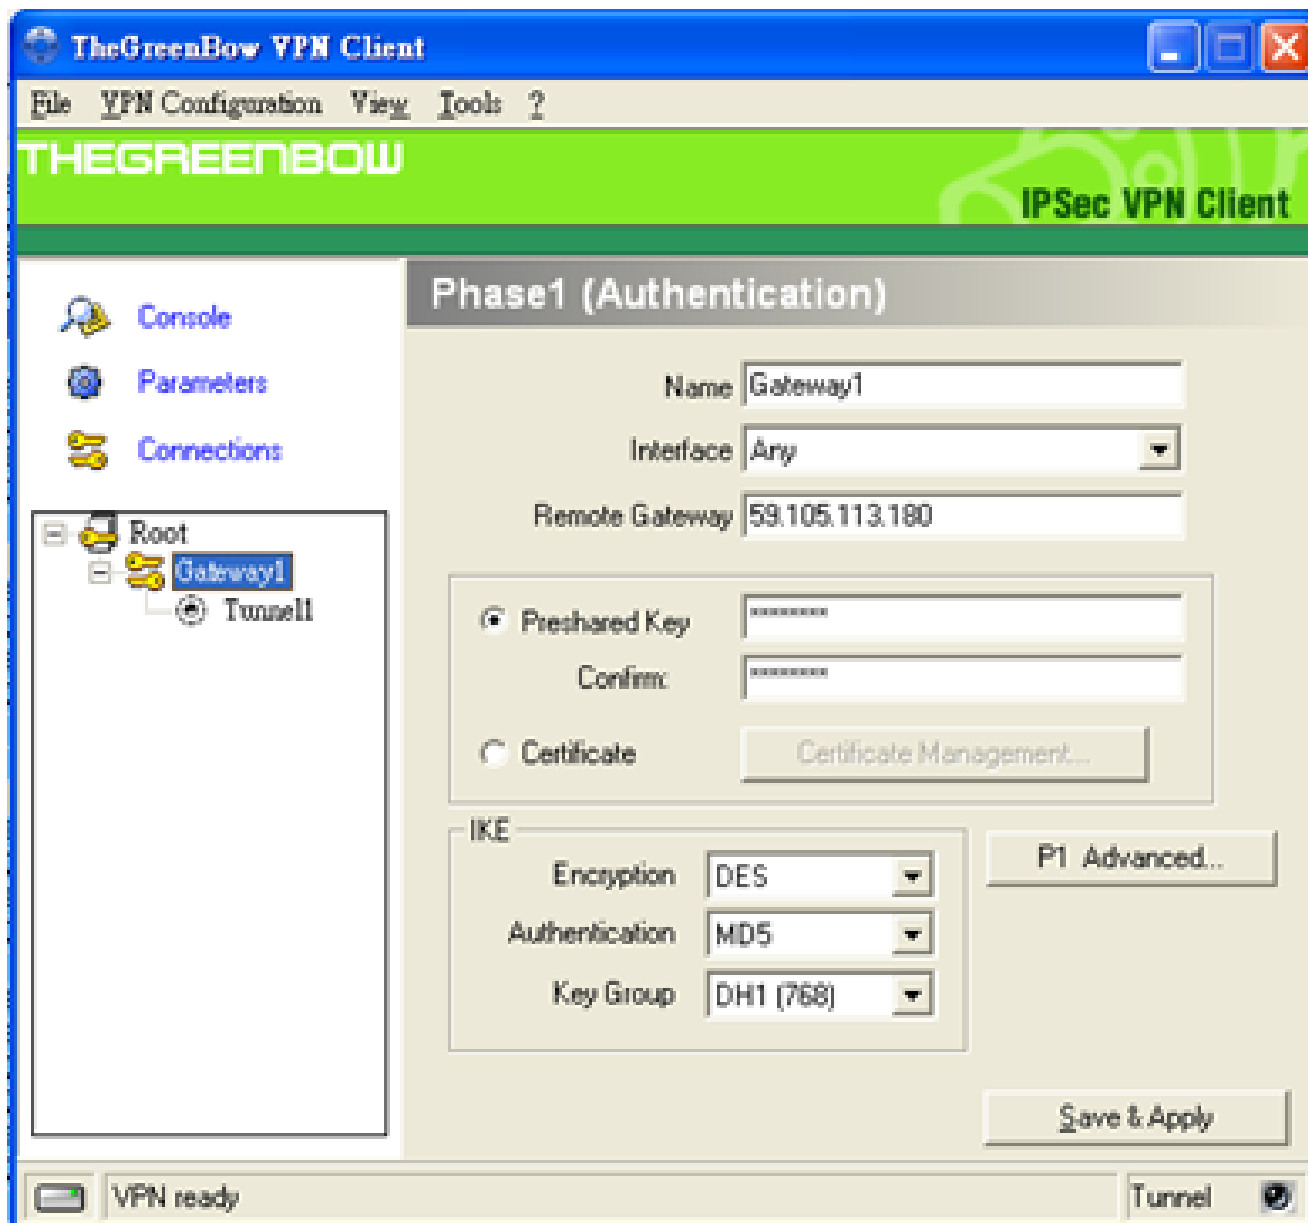 TheGreenBow VPN Client
File VPN Configuration View Tools ?
THEGREENBOW
IPSec VPN Client
Console
Parameters
Connections
Root
Gateway1
Tunnel1
Phase1 (Authentication)
Name Gateway1
Interface Any
Remote Gateway 59.105.113.180
Preshared Key ********
Confirm: ********
Certificate Certificate Management...
IKE
Encryption DES
Authentication MD5
Key Group DH1 (768)
P1 Advanced...
Save & Apply
VPN ready
Tunnel